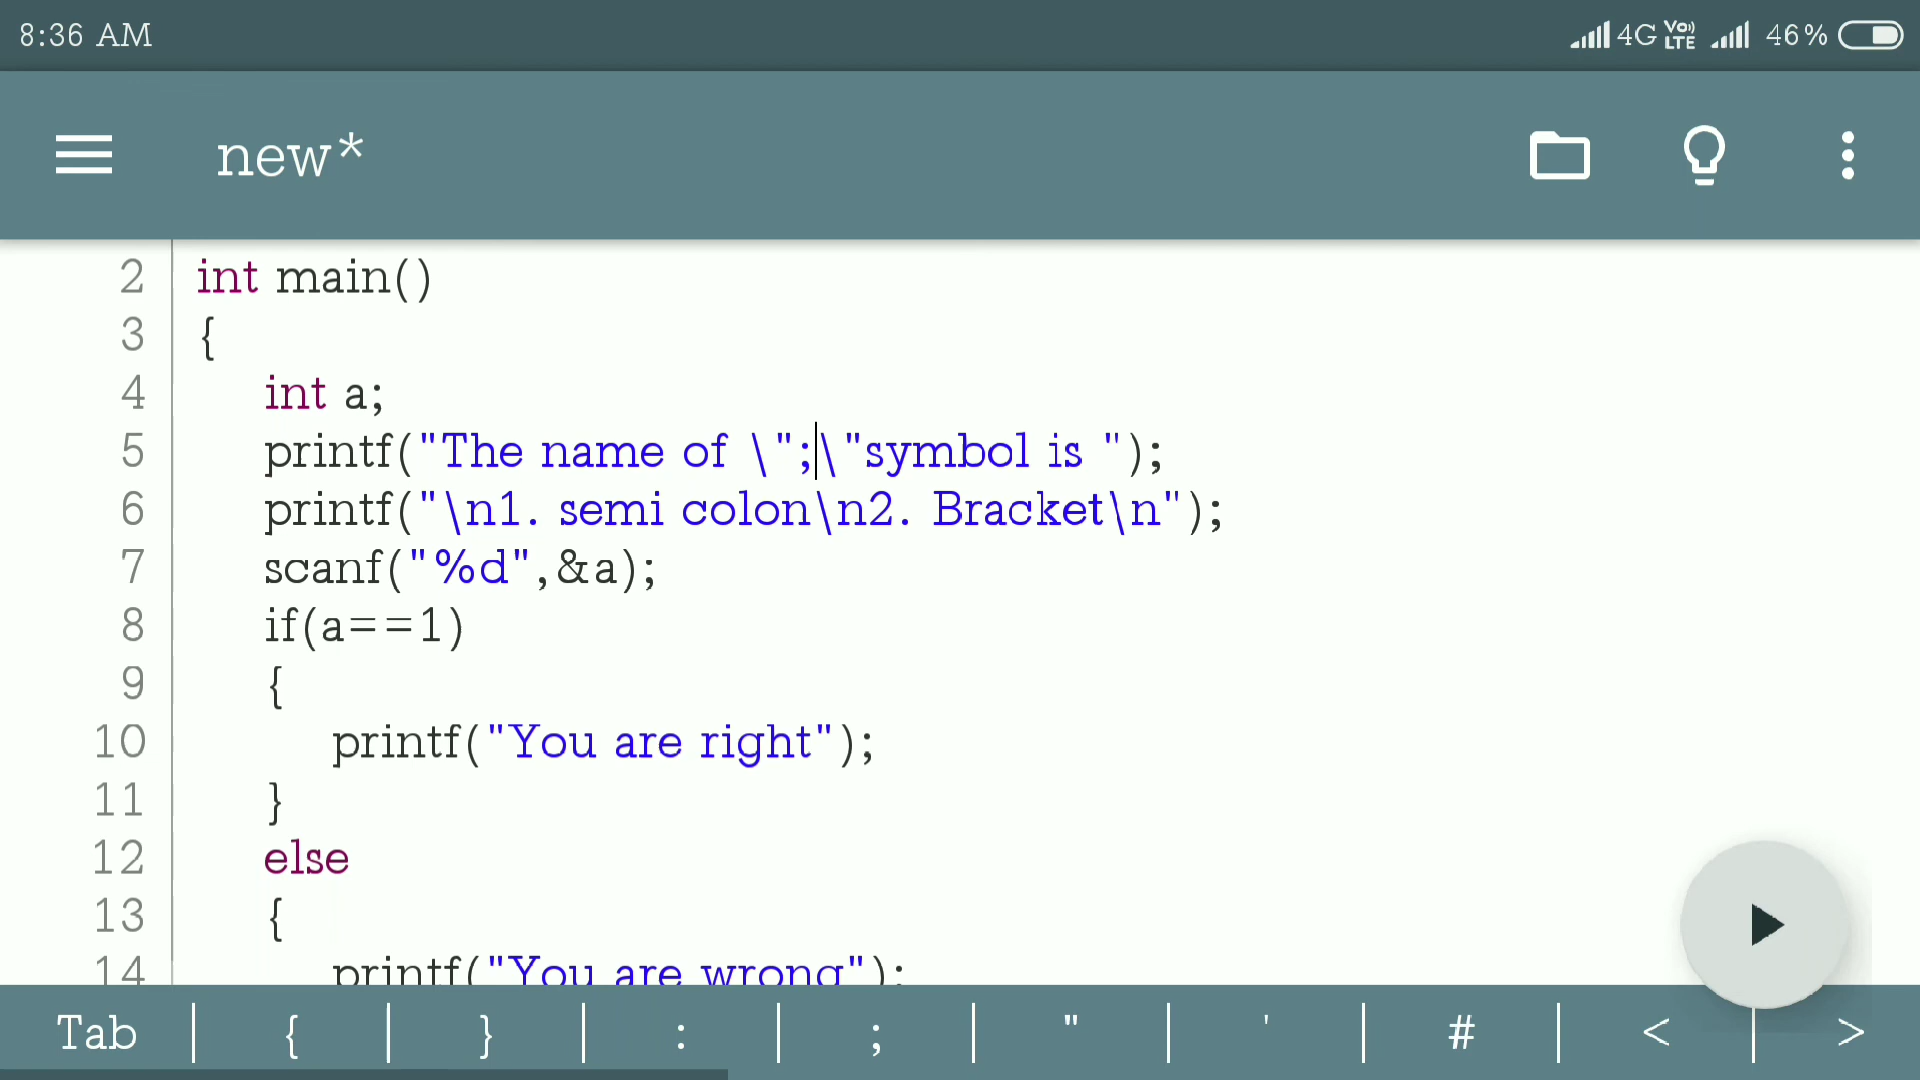 8:36 AM 4G Vo) LTE 46%
new*
2 int main()
3 {
4 int a;
5 printf("The name of \";\"symbol is ");
6 printf("\n1. semi colon\n2. Bracket\n");
7 scanf("%d",&a);
8 if(a==1)
9 {
10 printf("You are right");
11 }
12 else
13 {
14 printf("You are wrong");
Tab { } : ; " ' # < >